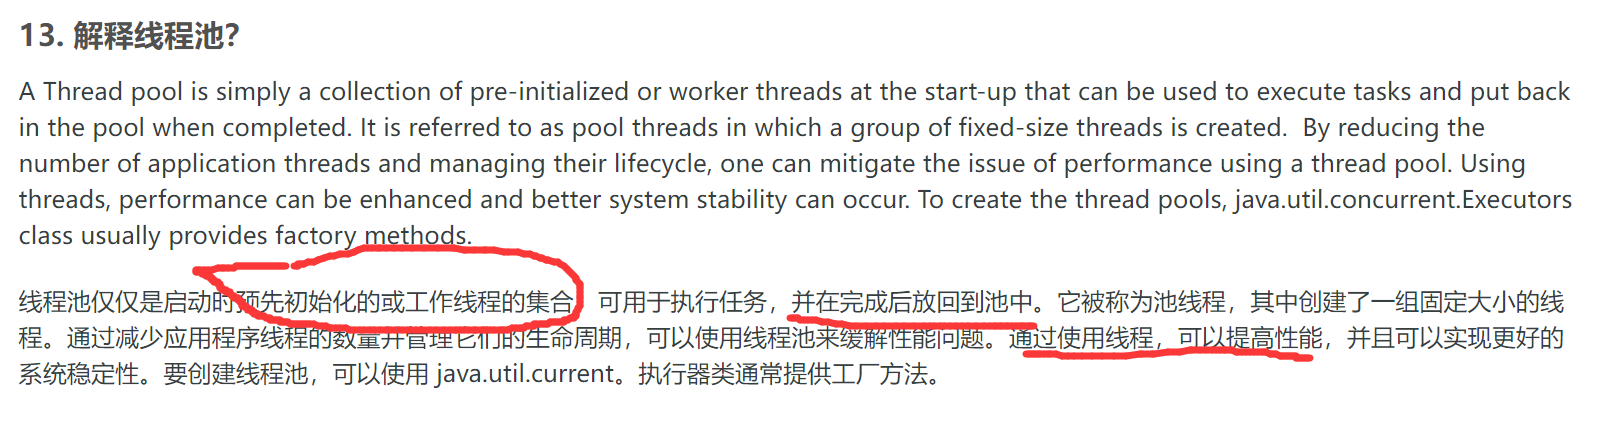 13. 解释线程池？
A Thread pool is simply a collection of pre-initialized or worker threads at the start-up that can be used to execute tasks and put back
in the pool when completed. It is referred to as pool threads in which a group of fixed-size threads is created.  By reducing the
number of application threads and managing their lifecycle, one can mitigate the issue of performance using a thread pool. Using
threads, performance can be enhanced and better system stability can occur. To create the thread pools, java.util.concurrent.Executors
class usually provides factory methods.
线程池仅仅是启动时预先初始化的或工作线程的集合，可用于执行任务，并在完成后放回到池中。它被称为池线程，其中创建了一组固定大小的线
程。通过减少应用程序线程的数量并管理它们的生命周期，可以使用线程池来缓解性能问题。通过使用线程，可以提高性能，并且可以实现更好的
系统稳定性。要创建线程池，可以使用 java.util.current。执行器类通常提供工厂方法。